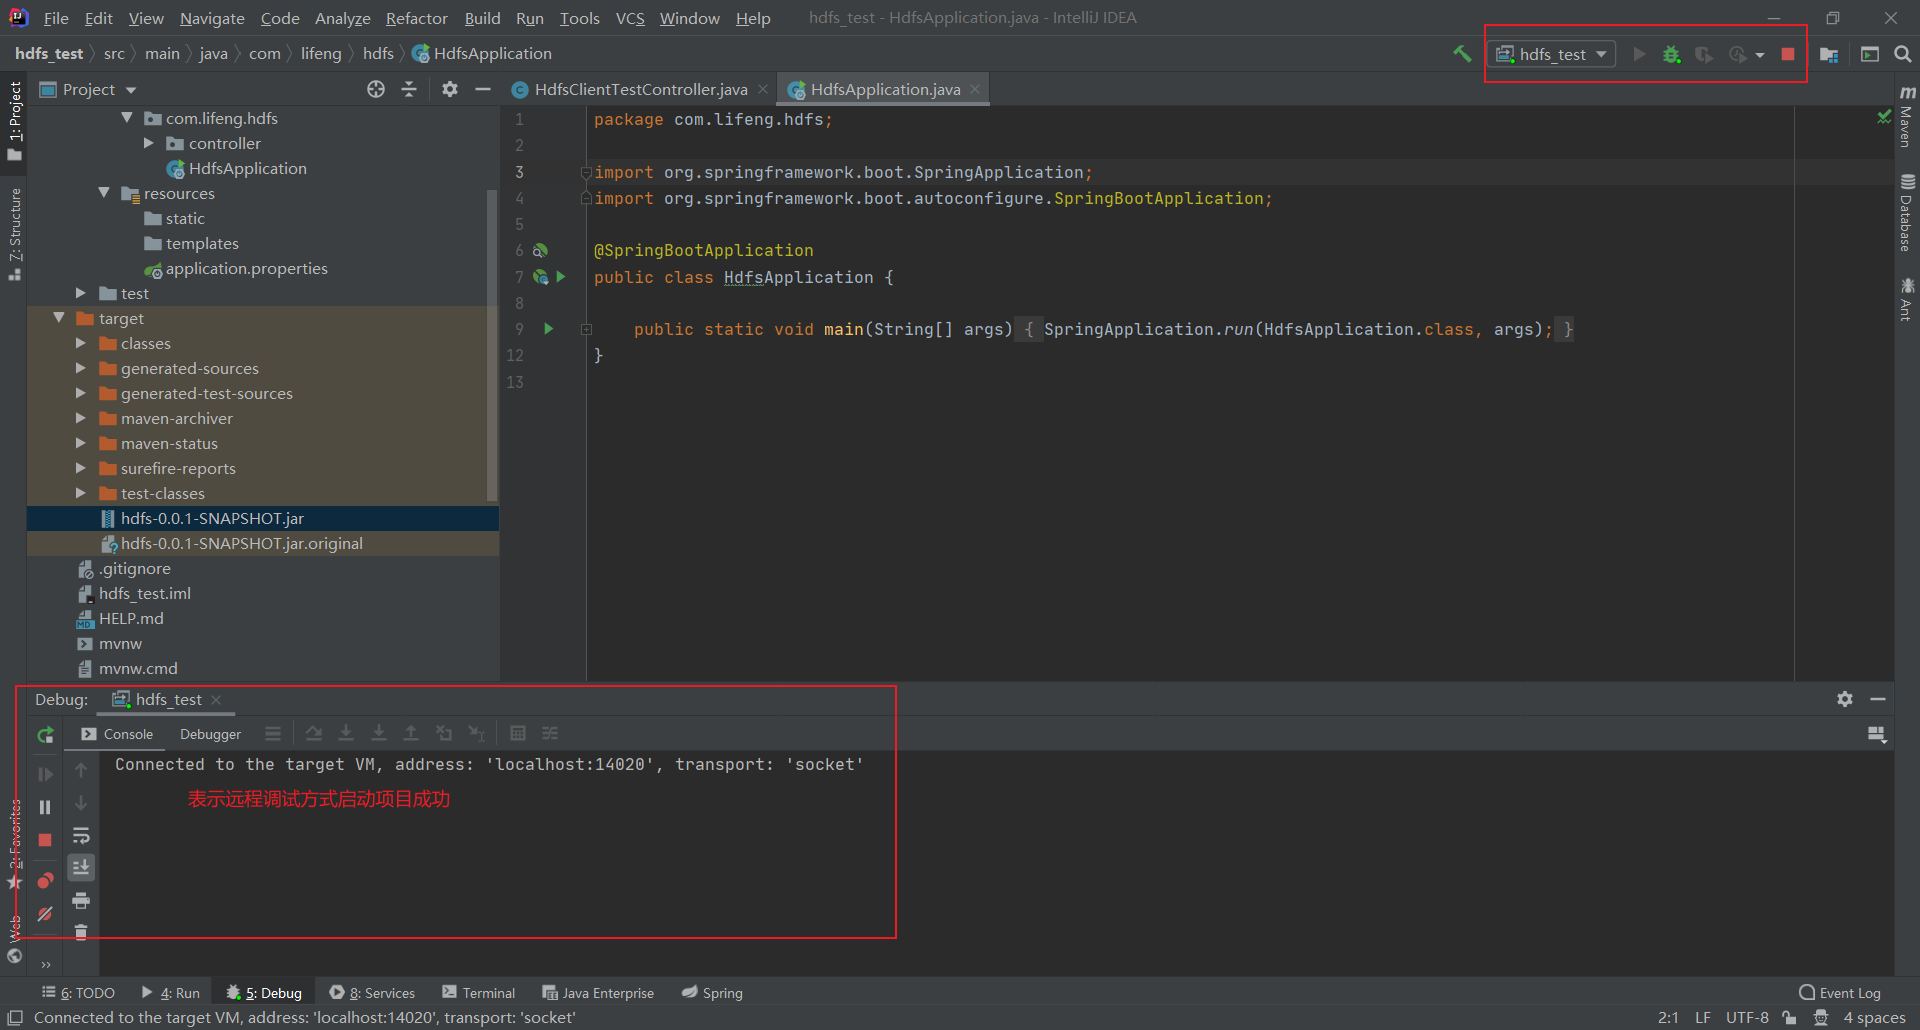 File Edit View Navigate Code Analyze Refactor Build Run Tools VCS Window Help hdfs_test - HdfsApplication.java - IntelliJ IDEA
hdfs_test src main java com lifeng hdfs HdfsApplication
hdfs_test
1: Project
7: Structure
2: Favorites
Web
Project
com.lifeng.hdfs
controller
HdfsApplication
resources
static
templates
application.properties
test
target
classes
generated-sources
generated-test-sources
maven-archiver
maven-status
surefire-reports
test-classes
hdfs-0.0.1-SNAPSHOT.jar
hdfs-0.0.1-SNAPSHOT.jar.original
.gitignore
hdfs_test.iml
HELP.md
mvnw
mvnw.cmd
HdfsClientTestController.java HdfsApplication.java
1 package com.lifeng.hdfs;
2
3 import org.springframework.boot.SpringApplication;
4 import org.springframework.boot.autoconfigure.SpringBootApplication;
5
6 @SpringBootApplication
7 public class HdfsApplication {
8
9 public static void main(String[] args) { SpringApplication.run(HdfsApplication.class, args); }
12 }
13
Maven
Database
Ant
Debug: hdfs_test
Console Debugger
Connected to the target VM, address: 'localhost:14020', transport: 'socket'
表示远程调试方式启动项目成功
6: TODO 4: Run 5: Debug 8: Services Terminal Java Enterprise Spring Event Log
Connected to the target VM, address: 'localhost:14020', transport: 'socket' 2:1 LF UTF-8 4 spaces